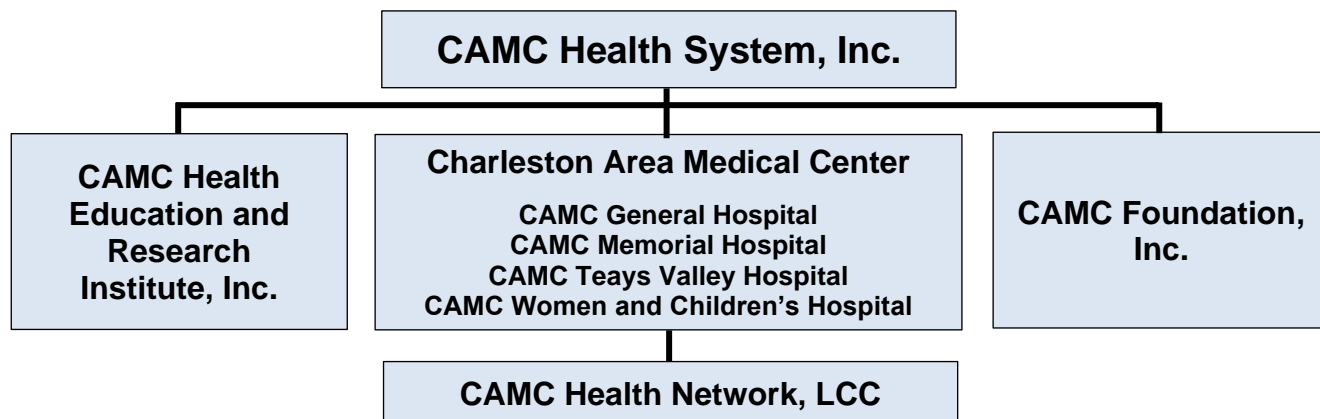 CAMC Health System, Inc.
CAMC Health
Education and
Research
Institute, Inc.
Charleston Area Medical Center
CAMC General Hospital
CAMC Memorial Hospital
CAMC Teays Valley Hospital
CAMC Women and Children’s Hospital
CAMC Foundation,
Inc.
CAMC Health Network, LCC